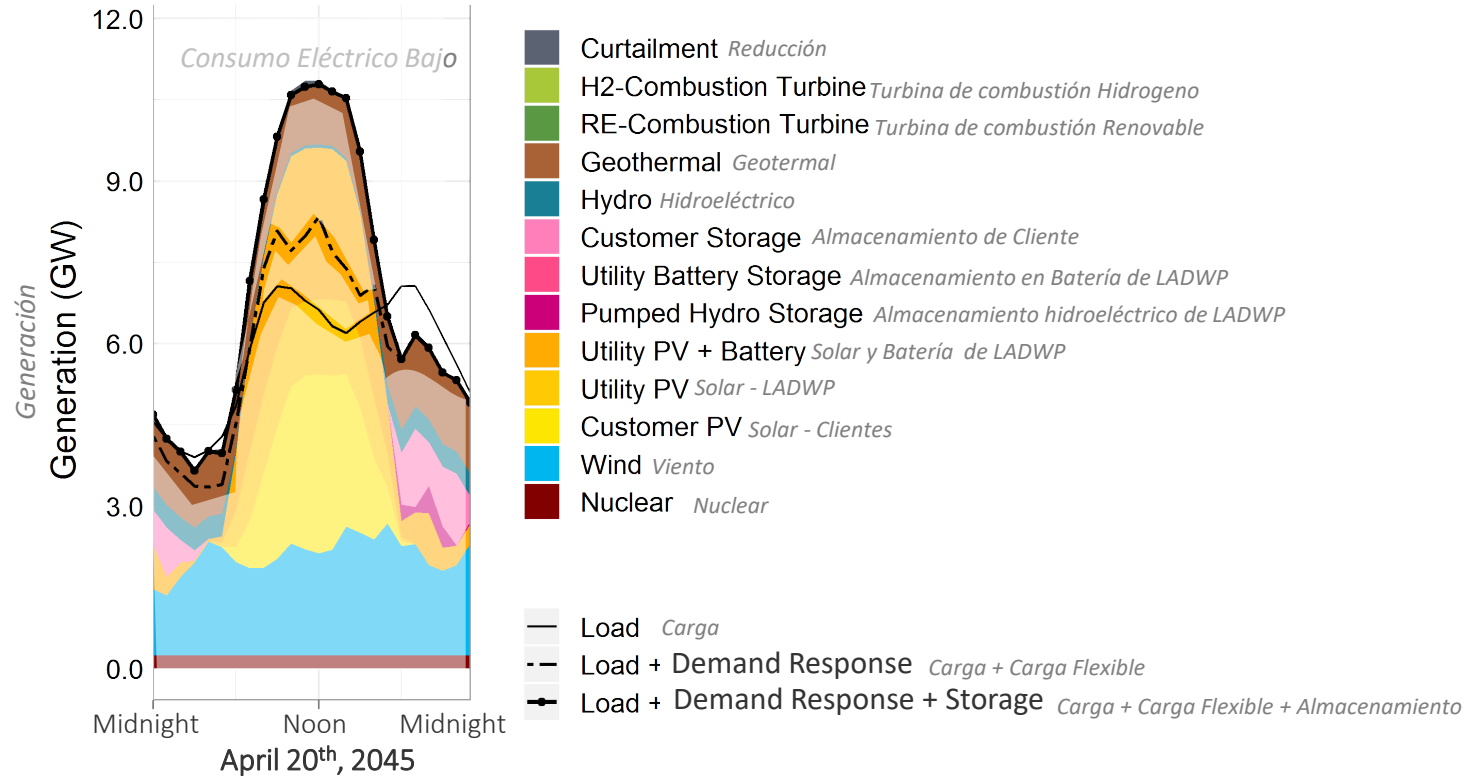 12.0
Consumo Eléctrico Bajo
9.0
6.0
3.0
0.0
Generación
Generation (GW)
Midnight
Noon
Midnight
April 20th, 2045
Curtailment Reducción
H2-Combustion Turbine Turbina de combustión Hidrogeno
RE-Combustion Turbine Turbina de combustión Renovable
Geothermal Geotermal
Hydro Hidroeléctrico
Customer Storage Almacenamiento de Cliente
Utility Battery Storage Almacenamiento en Batería de LADWP
Pumped Hydro Storage Almacenamiento hidroeléctrico de LADWP
Utility PV + Battery Solar y Batería de LADWP
Utility PV Solar - LADWP
Customer PV Solar - Clientes
Wind Viento
Nuclear Nuclear
Load Carga
Load + Demand Response Carga + Carga Flexible
Load + Demand Response + Storage Carga + Carga Flexible + Almacenamiento